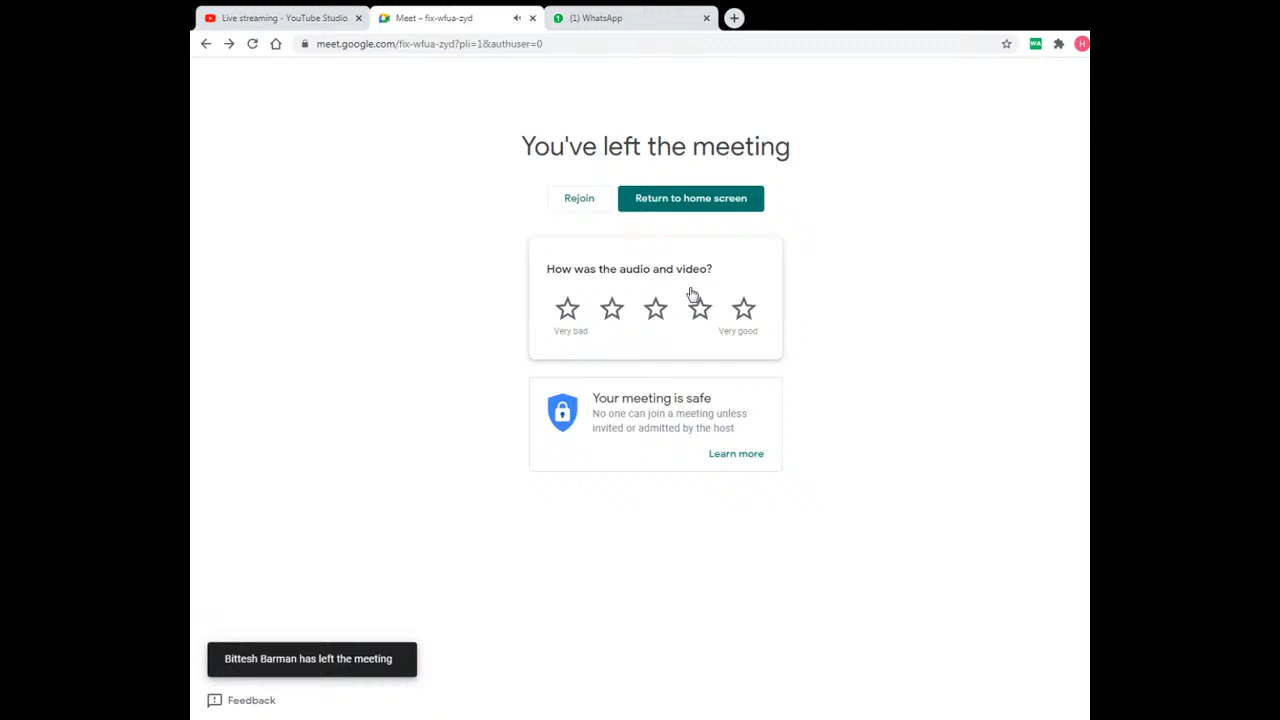 Live streaming - YouTube Studio
Meet – fix-wfua-zyd
1
(1) WhatsApp
meet.google.com/fix-wfua-zyd?pli=1&authuser=0
WA
H
You've left the meeting
Rejoin
Return to home screen
How was the audio and video?
Very bad
Very good
Your meeting is safe
No one can join a meeting unless
invited or admitted by the host
Learn more
Bittesh Barman has left the meeting
Feedback